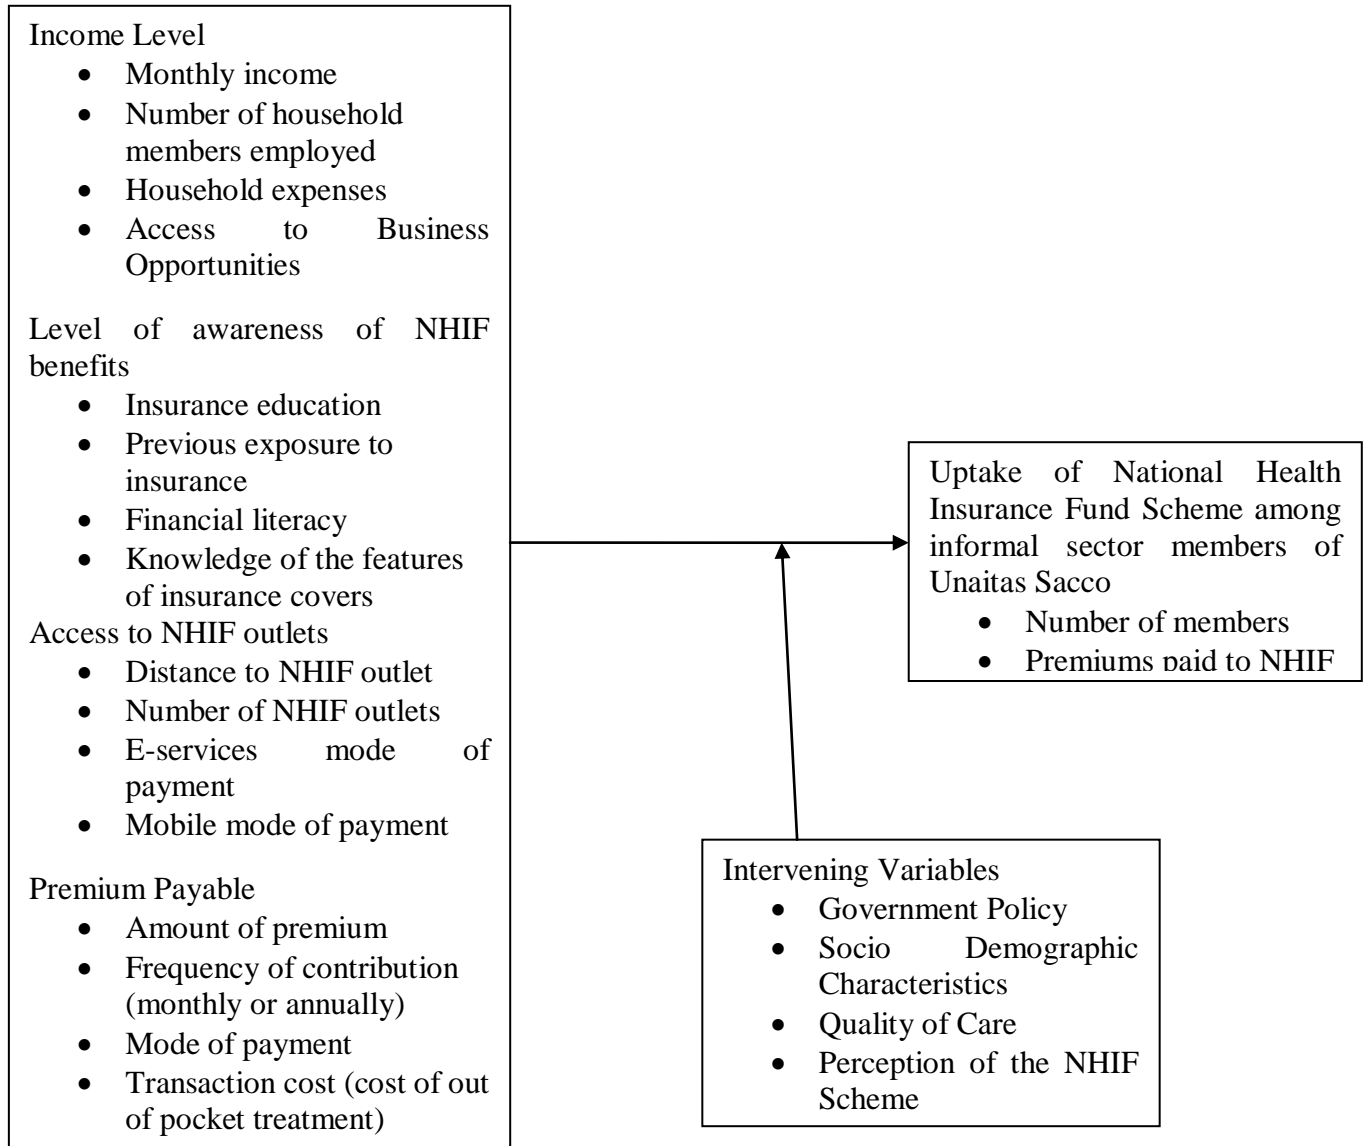 Income Level
• Monthly income
• Number of household
members employed
• Household expenses
• Access to Business
Opportunities
Level of awareness of NHIF
benefits
• Insurance education
• Previous exposure to
insurance
• Financial literacy
• Knowledge of the features
of insurance covers
Access to NHIF outlets
• Distance to NHIF outlet
• Number of NHIF outlets
• E-services mode of
payment
• Mobile mode of payment
Premium Payable
• Amount of premium
• Frequency of contribution
(monthly or annually)
• Mode of payment
• Transaction cost (cost of out
of pocket treatment)
Uptake of National Health
Insurance Fund Scheme among
informal sector members of
Unaitas Sacco
• Number of members
• Premiums paid to NHIF
Intervening Variables
• Government Policy
• Socio Demographic
Characteristics
• Quality of Care
• Perception of the NHIF
Scheme